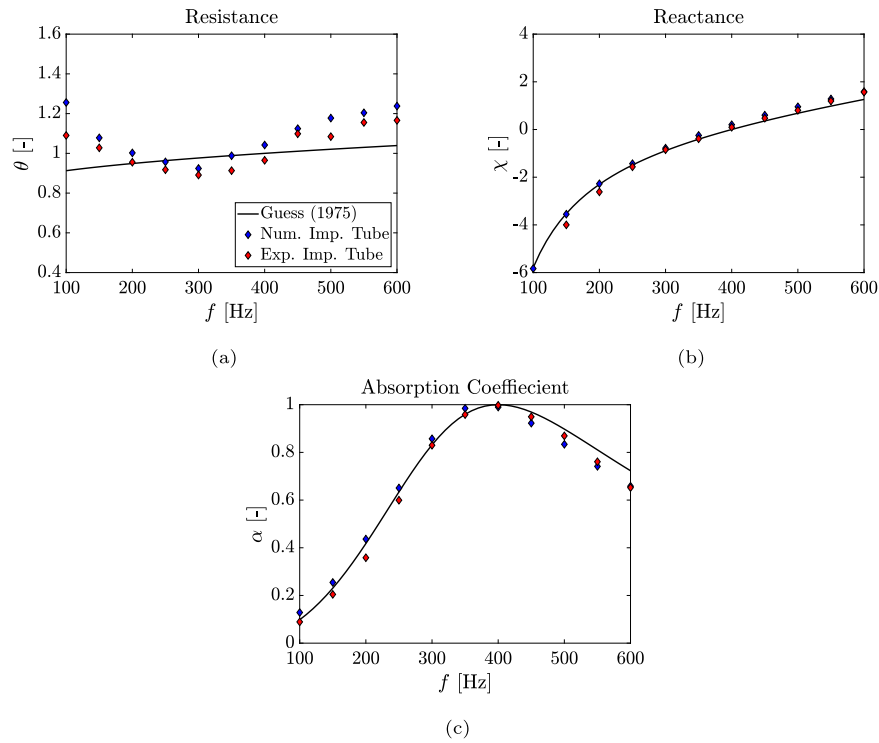 Resistance
1.6
1.4
1.2
1
0.8
0.6
0.4
θ [-]
Guess (1975)
Num. Imp. Tube
Exp. Imp. Tube
100 200 300 400 500 600
f [Hz]
(a)
Reactance
4
2
0
-2
-4
-6
χ [-]
100 200 300 400 500 600
f [Hz]
(b)
Absorption Coeffiecient
1
0.8
0.6
0.4
0.2
0
α [-]
100 200 300 400 500 600
f [Hz]
(c)